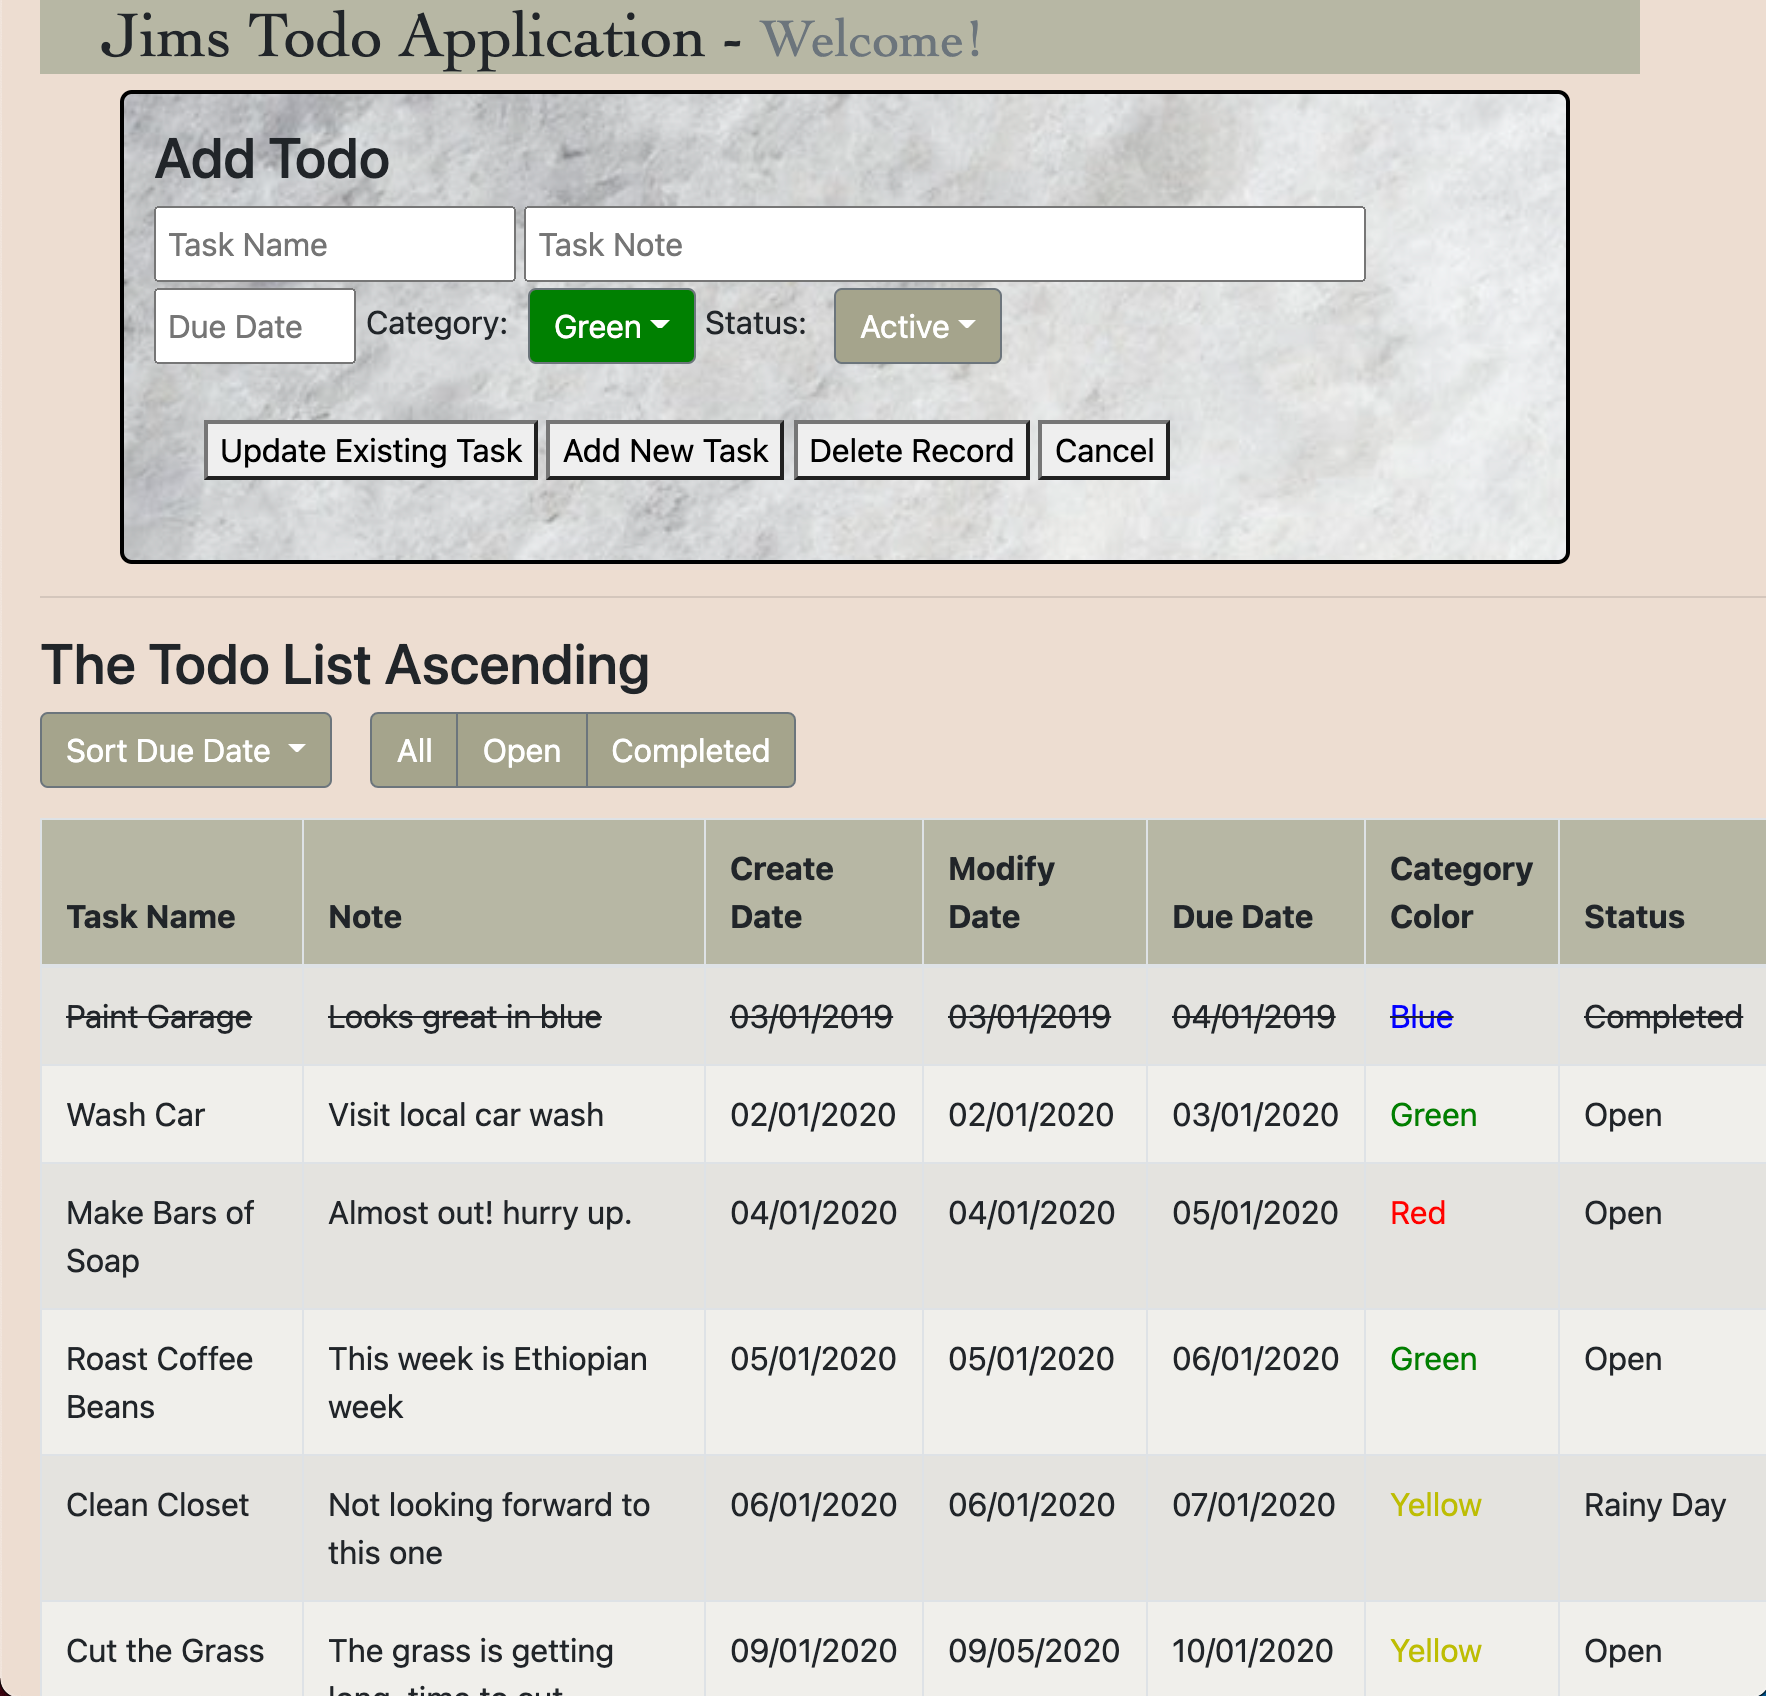 Jims Todo Application - Welcome!
Add Todo
Task Name Task Note
Due Date Category: Green Status: Active
Update Existing Task Add New Task Delete Record Cancel
The Todo List Ascending
Sort Due Date All Open Completed
Create Modify Category
Task Name Note Date Date Due Date Color Status
Paint Garage Looks great in blue 03/01/2019 03/01/2019 04/01/2019 Blue Completed
Wash Car Visit local car wash 02/01/2020 02/01/2020 03/01/2020 Green Open
Make Bars of Almost out! hurry up. 04/01/2020 04/01/2020 05/01/2020 Red Open
Soap
Roast Coffee This week is Ethiopian 05/01/2020 05/01/2020 06/01/2020 Green Open
Beans week
Clean Closet Not looking forward to 06/01/2020 06/01/2020 07/01/2020 Yellow Rainy Day
this one
Cut the Grass The grass is getting 09/01/2020 09/05/2020 10/01/2020 Yellow Open
long, time to cut